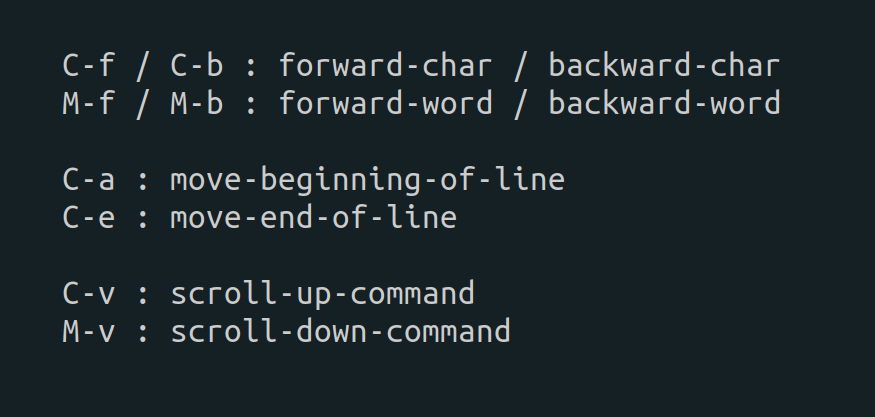 C-f / C-b : forward-char / backward-char
M-f / M-b : forward-word / backward-word
C-a : move-beginning-of-line
C-e : move-end-of-line
C-v : scroll-up-command
M-v : scroll-down-command